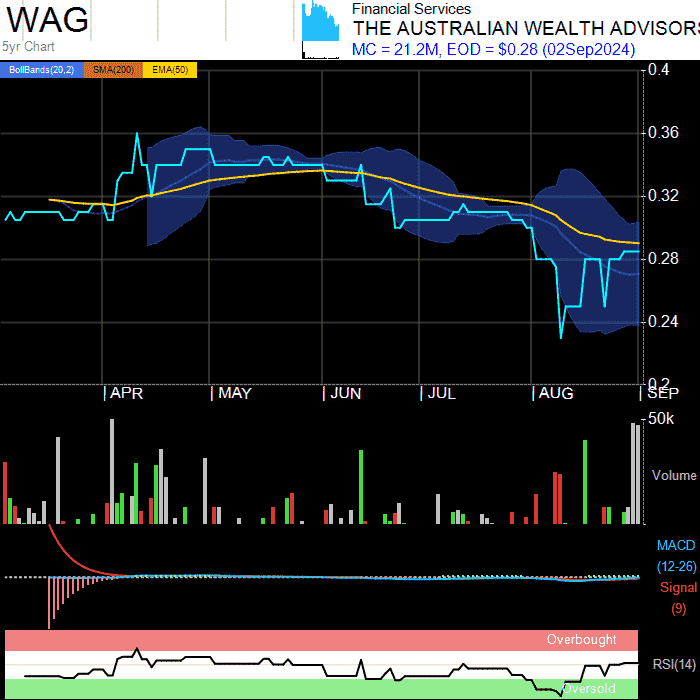 WAG
5yr Chart
Financial Services
THE AUSTRALIAN WEALTH ADVISORS
MC = 21.2M, EOD = $0.28 (02Sep2024)
BollBands(20,2) SMA(200) EMA(50)
0.4
0.36
0.32
0.28
0.24
0.2
APR MAY JUN JUL AUG SEP
50k
Volume
MACD
(12-26)
Signal
(9)
Overbought
RSI(14)
Oversold